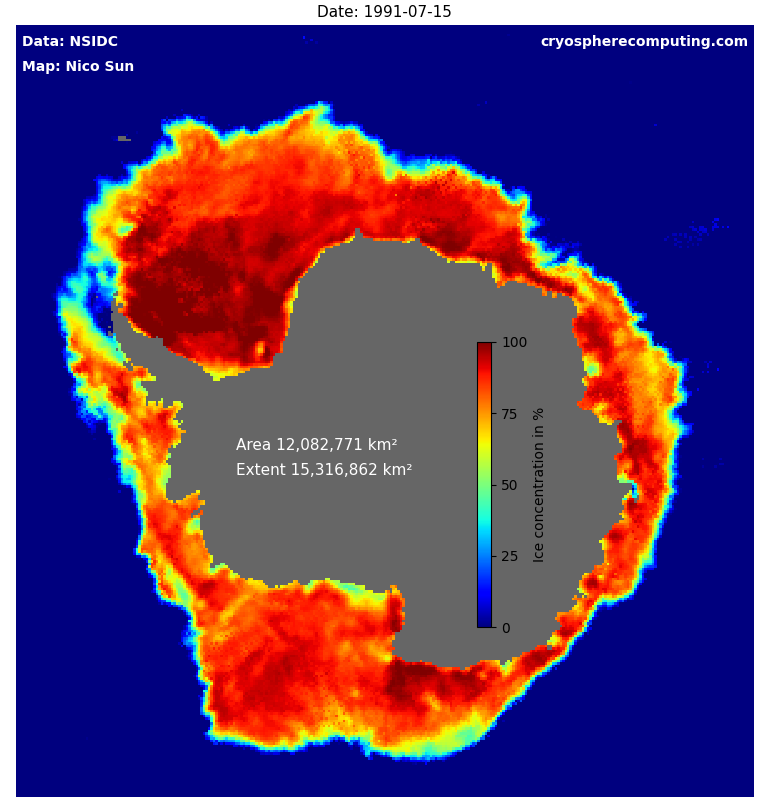 Date: 1991-07-15
Data: NSIDC
cryospherecomputing.com
Map: Nico Sun
100
75
50
25
0
Ice concentration in %
Area 12,082,771 km²
Extent 15,316,862 km²